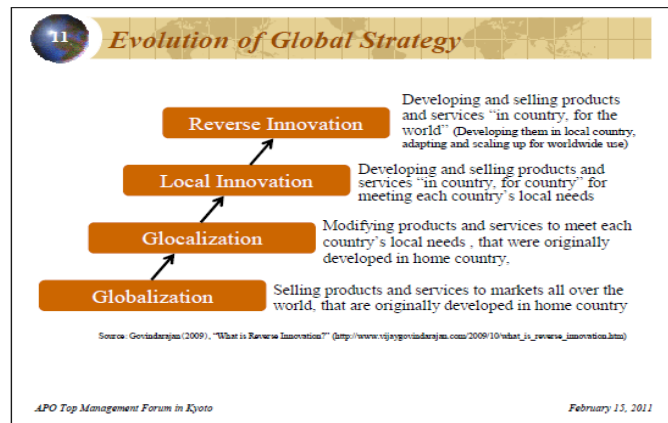 11
Evolution of Global Strategy
Reverse Innovation
Developing and selling products
and services “in country, for the
world” (Developing them in local country,
adapting and scaling up for worldwide use)
Local Innovation
Developing and selling products and
services “in country, for country” for
meeting each country’s local needs
Glocalization
Modifying products and services to meet each
country’s local needs , that were originally
developed in home country,
Globalization
Selling products and services to markets all over the
world, that are originally developed in home country
Source: Govindarajan (2009), “What is Reverse Innovation?” (http://www.vijaygovindarajan.com/2009/10/what_is_reverse_innovation.htm)
APO Top Management Forum in Kyoto
February 15, 2011